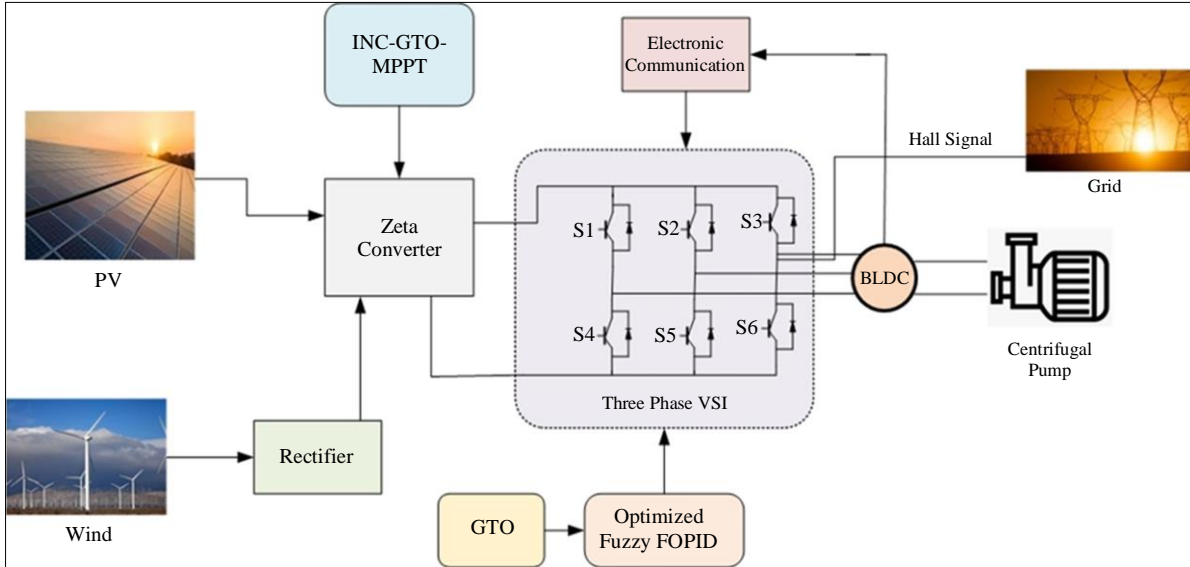 INC-GTO-
MPPT
Electronic
Communication
Hall Signal
Grid
PV
Zeta
Converter
S1
S2
S3
BLDC
S4
S5
S6
Centrifugal
Pump
Three Phase VSI
Rectifier
Wind
GTO
Optimized
Fuzzy FOPID